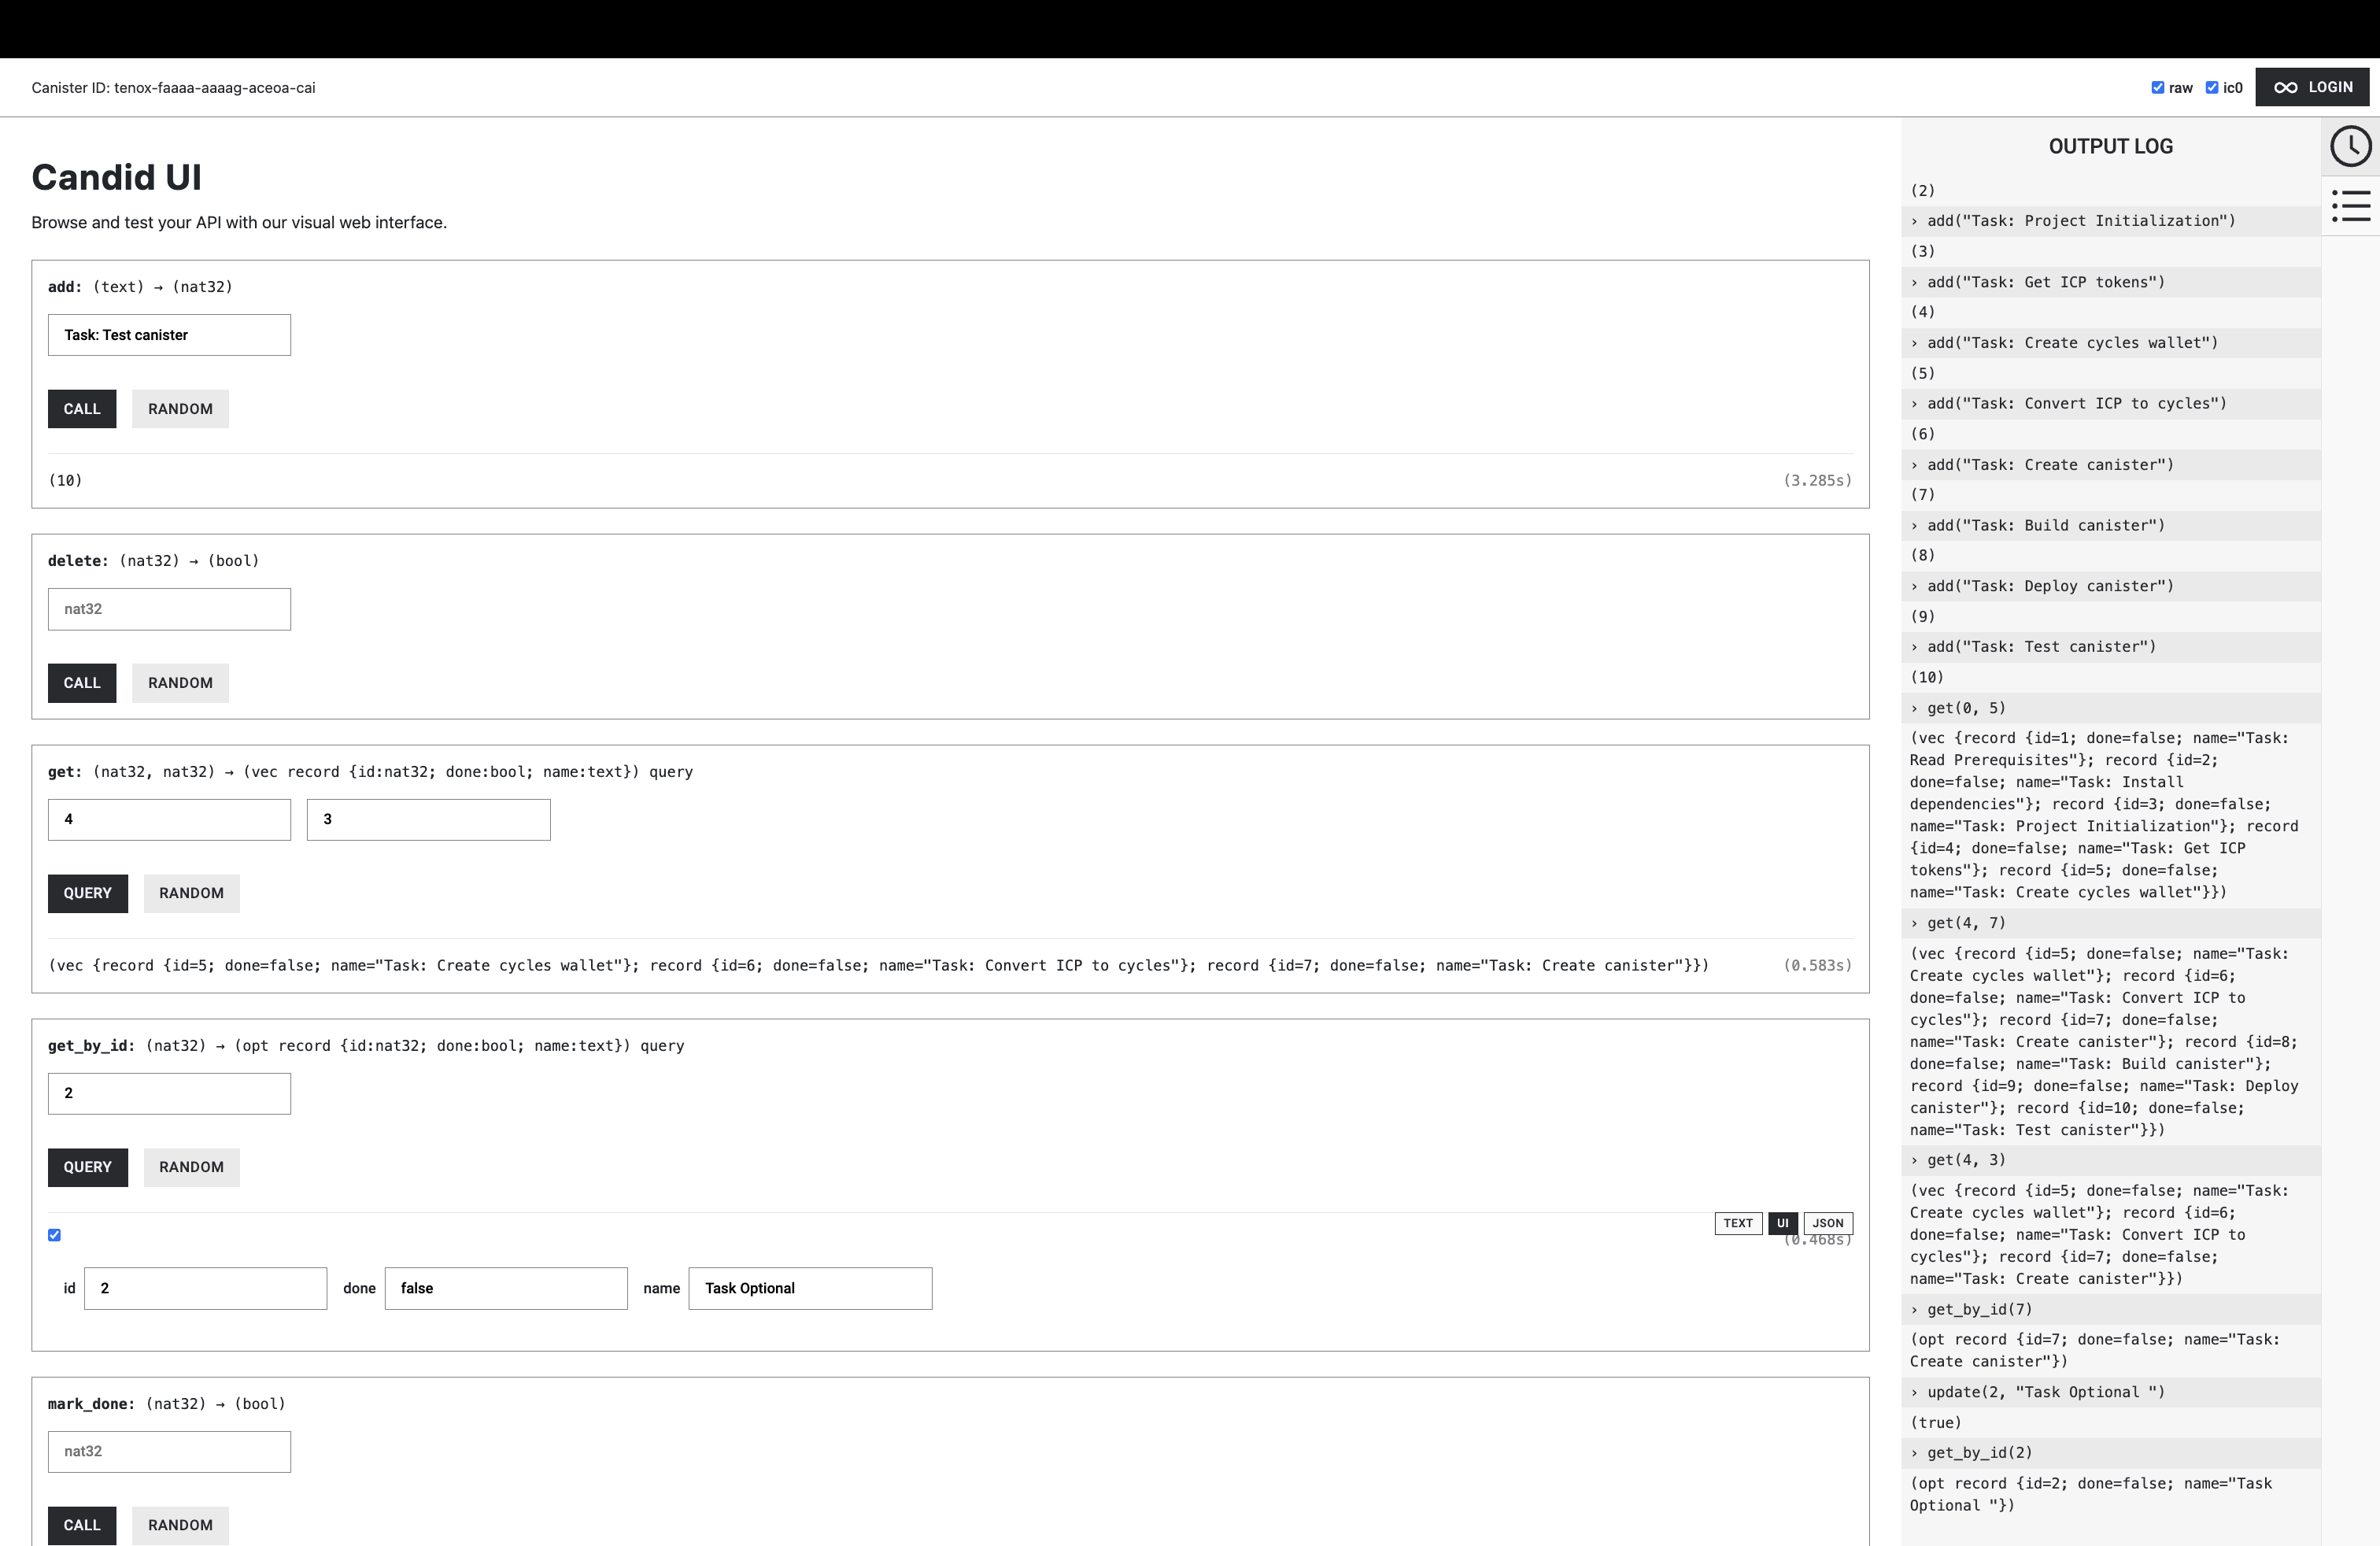 Canister ID: tenox-faaaa-aaaag-aceoa-cai
raw
ic0
LOGIN
Candid UI
Browse and test your API with our visual web interface.
add: (text) → (nat32)
Task: Test canister
CALL
RANDOM
(10)
(3.285s)
delete: (nat32) → (bool)
nat32
CALL
RANDOM
get: (nat32, nat32) → (vec record {id:nat32; done:bool; name:text}) query
4
3
QUERY
RANDOM
(vec {record {id=5; done=false; name="Task: Create cycles wallet"}; record {id=6; done=false; name="Task: Convert ICP to cycles"}; record {id=7; done=false; name="Task: Create canister"}})
(0.583s)
get_by_id: (nat32) → (opt record {id:nat32; done:bool; name:text}) query
2
QUERY
RANDOM
TEXT
UI
JSON
(0.468s)
id
2
done
false
name
Task Optional
mark_done: (nat32) → (bool)
nat32
CALL
RANDOM
OUTPUT LOG
(2)
› add("Task: Project Initialization")
(3)
› add("Task: Get ICP tokens")
(4)
› add("Task: Create cycles wallet")
(5)
› add("Task: Convert ICP to cycles")
(6)
› add("Task: Create canister")
(7)
› add("Task: Build canister")
(8)
› add("Task: Deploy canister")
(9)
› add("Task: Test canister")
(10)
› get(0, 5)
(vec {record {id=1; done=false; name="Task:
Read Prerequisites"}; record {id=2;
done=false; name="Task: Install
dependencies"}; record {id=3; done=false;
name="Task: Project Initialization"}; record
{id=4; done=false; name="Task: Get ICP
tokens"}; record {id=5; done=false;
name="Task: Create cycles wallet"}})
› get(4, 7)
(vec {record {id=5; done=false; name="Task:
Create cycles wallet"}; record {id=6;
done=false; name="Task: Convert ICP to
cycles"}; record {id=7; done=false;
name="Task: Create canister"}; record {id=8;
done=false; name="Task: Build canister"};
record {id=9; done=false; name="Task: Deploy
canister"}; record {id=10; done=false;
name="Task: Test canister"}})
› get(4, 3)
(vec {record {id=5; done=false; name="Task:
Create cycles wallet"}; record {id=6;
done=false; name="Task: Convert ICP to
cycles"}; record {id=7; done=false;
name="Task: Create canister"}})
› get_by_id(7)
(opt record {id=7; done=false; name="Task:
Create canister"})
› update(2, "Task Optional ")
(true)
› get_by_id(2)
(opt record {id=2; done=false; name="Task
Optional "})